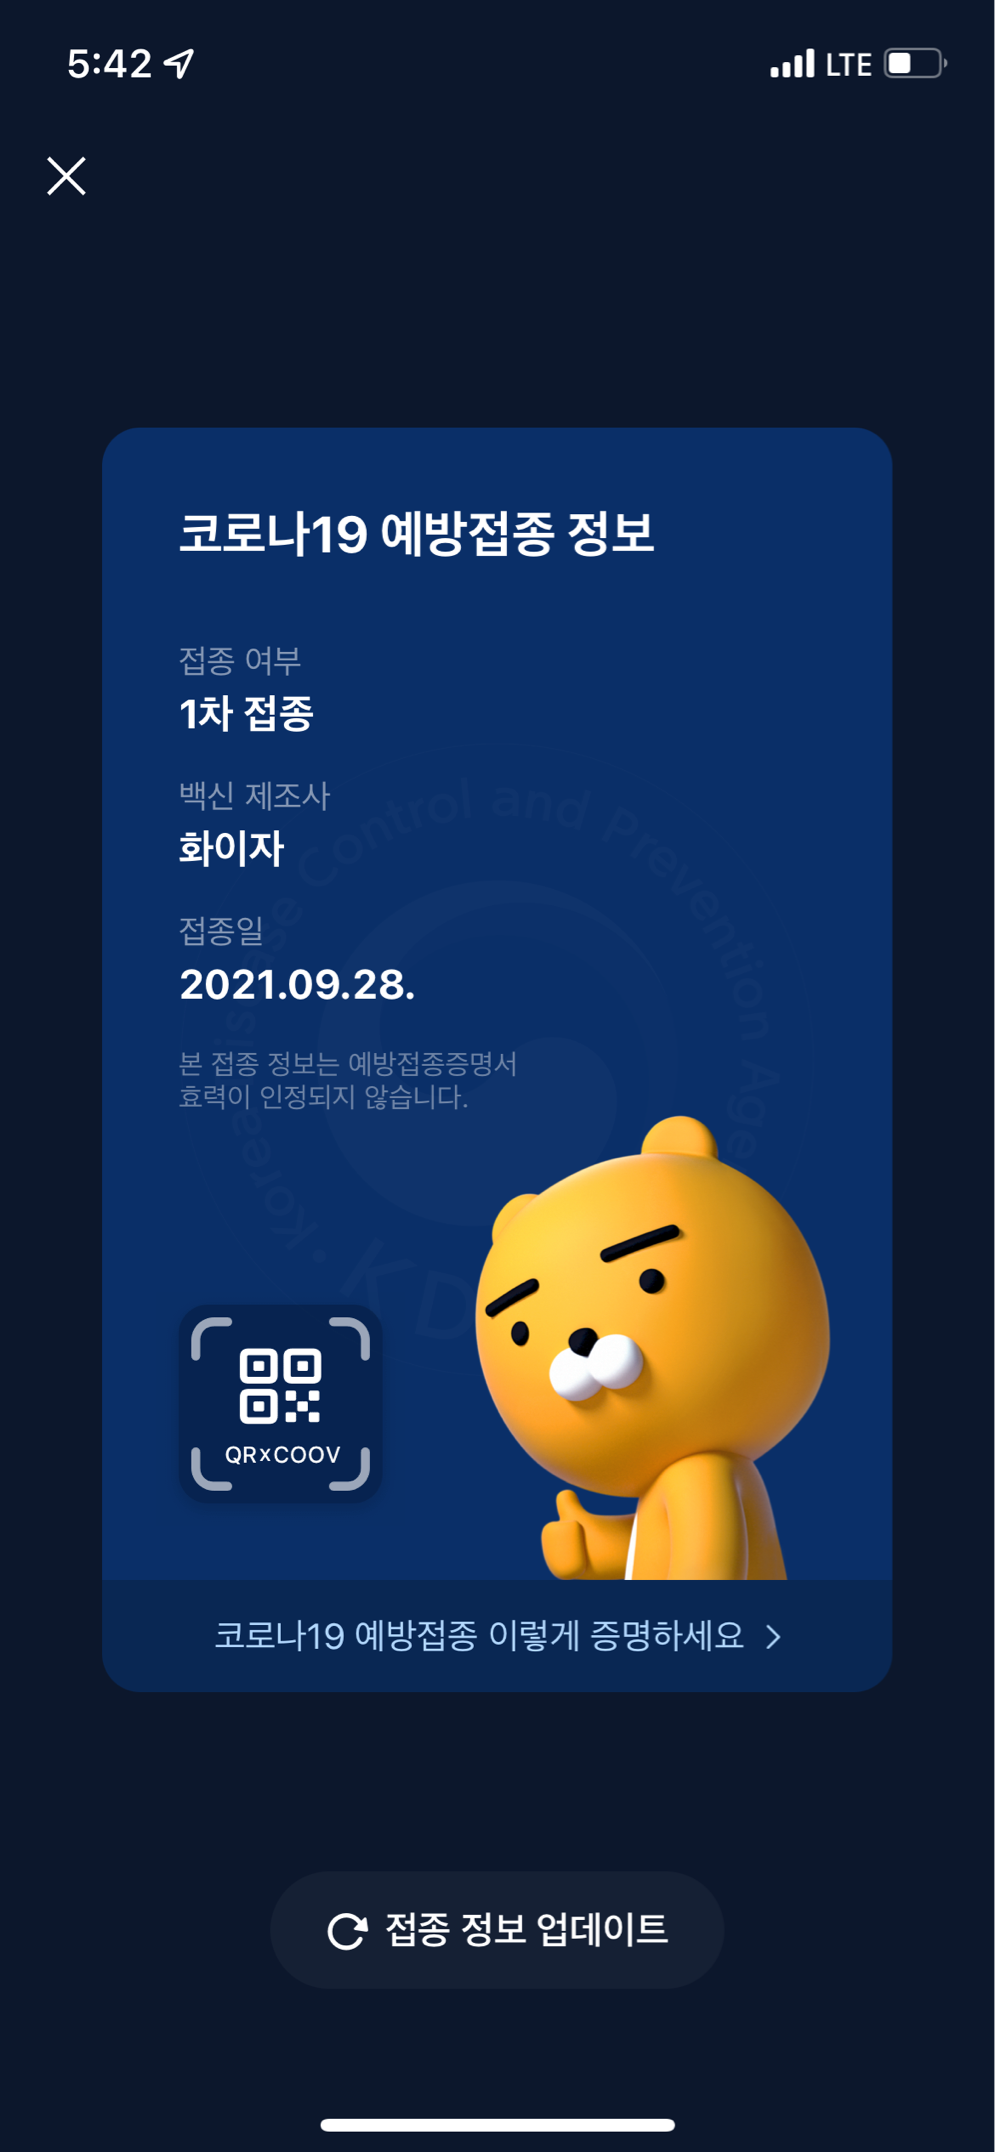 5:42
LTE
코로나19 예방접종 정보
접종 여부
1차 접종
백신 제조사
화이자
접종일
2021.09.28.
본 접종 정보는 예방접종증명서
효력이 인정되지 않습니다.
Korea Disease Control and Prevention Age
KD
QRxCOOV
코로나19 예방접종 이렇게 증명하세요 >
접종 정보 업데이트